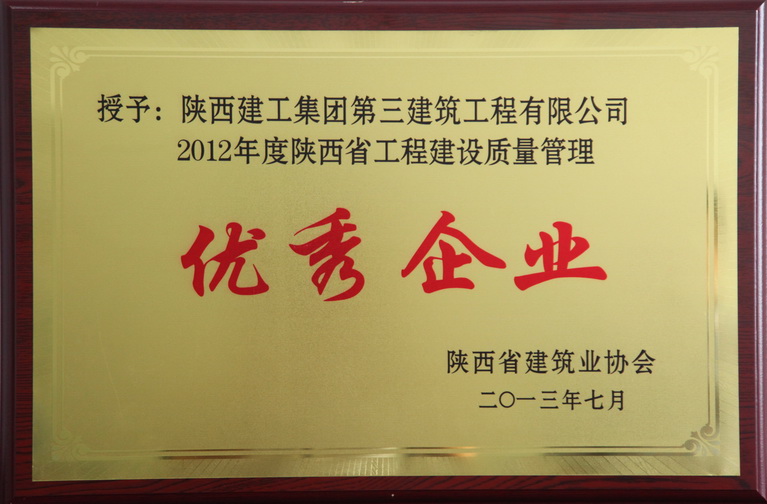 授予：陕西建工集团第三建筑工程有限公司
2012年度陕西省工程建设质量管理
优秀企业
陕西省建筑业协会
二〇一三年七月